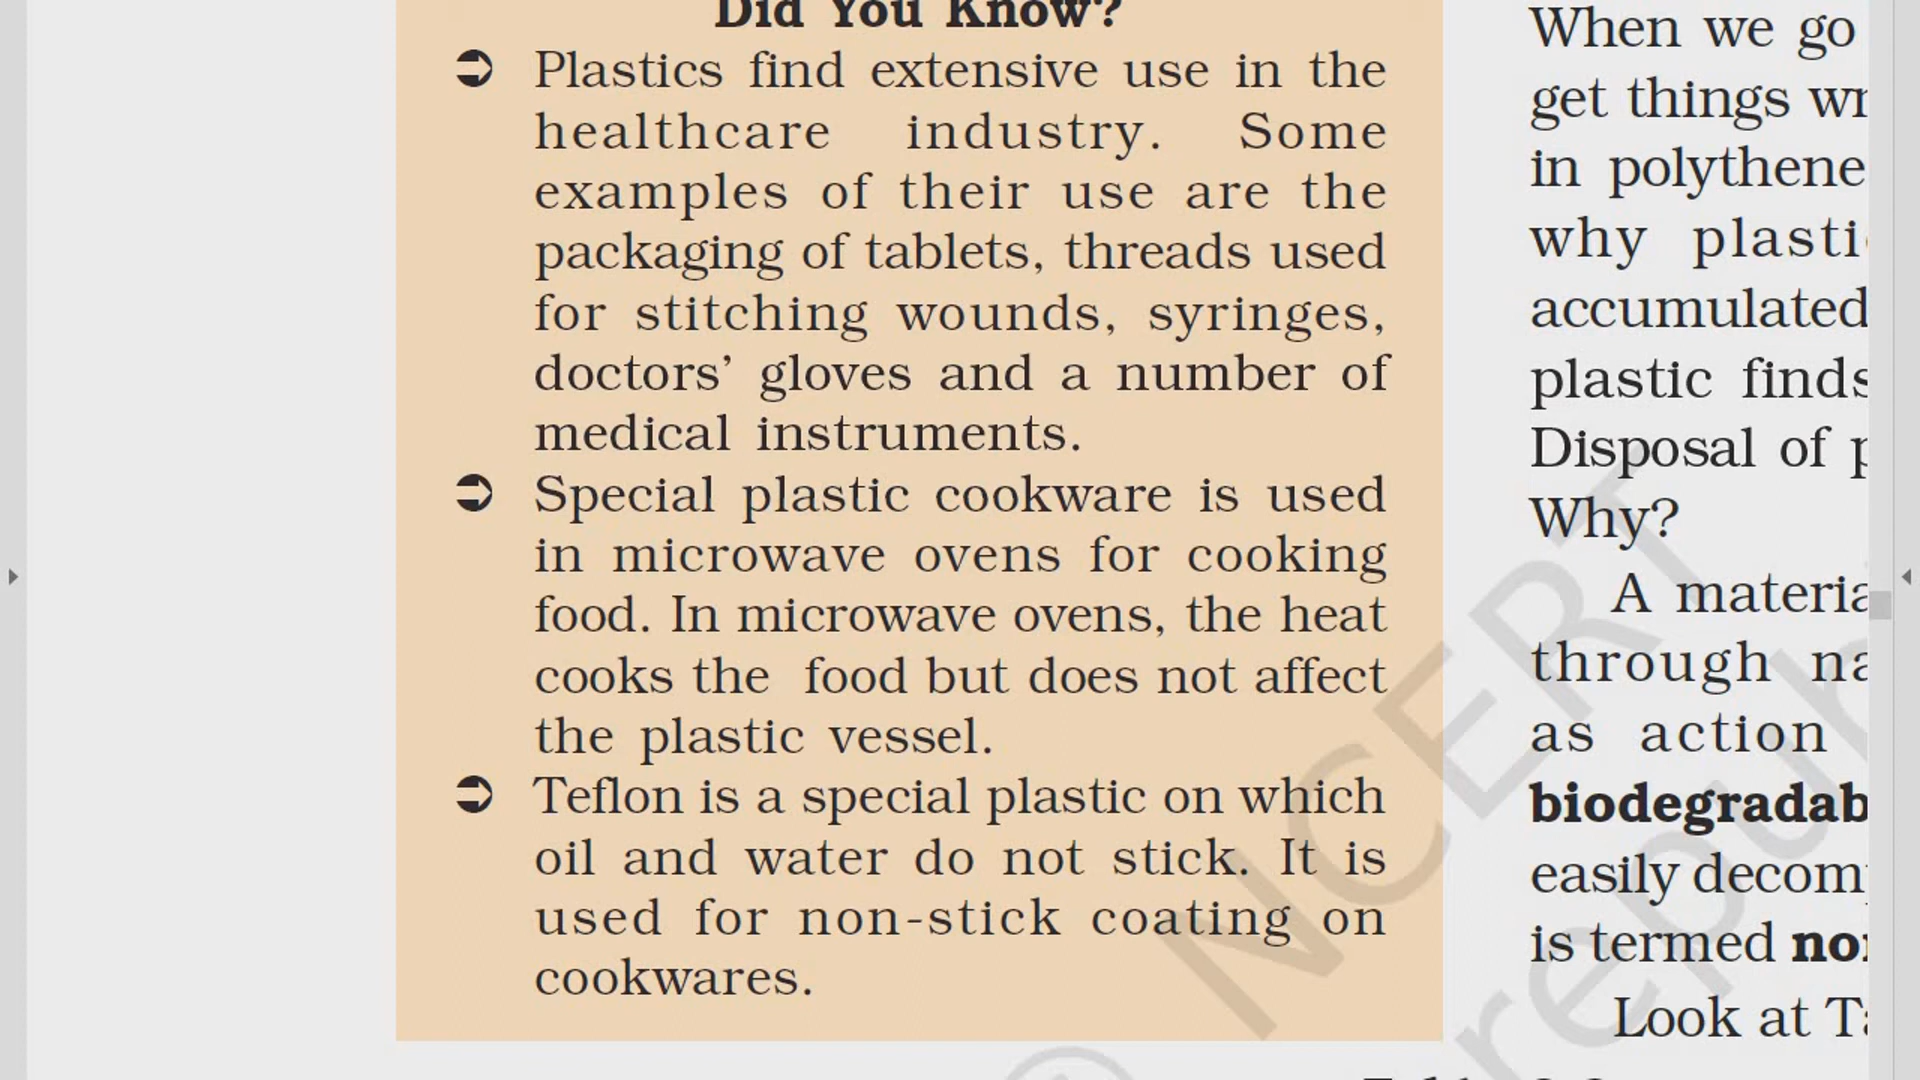 Did You Know?
➲ Plastics find extensive use in the
healthcare industry. Some
examples of their use are the
packaging of tablets, threads used
for stitching wounds, syringes,
doctors’ gloves and a number of
medical instruments.
➲ Special plastic cookware is used
in microwave ovens for cooking
food. In microwave ovens, the heat
cooks the food but does not affect
the plastic vessel.
➲ Teflon is a special plastic on which
oil and water do not stick. It is
used for non-stick coating on
cookwares.
When we go
get things
in polythene
why
accumulated
plastic finds
Disposal of
Why?
A
through
as action
easily
is termed
Look at
NCERT